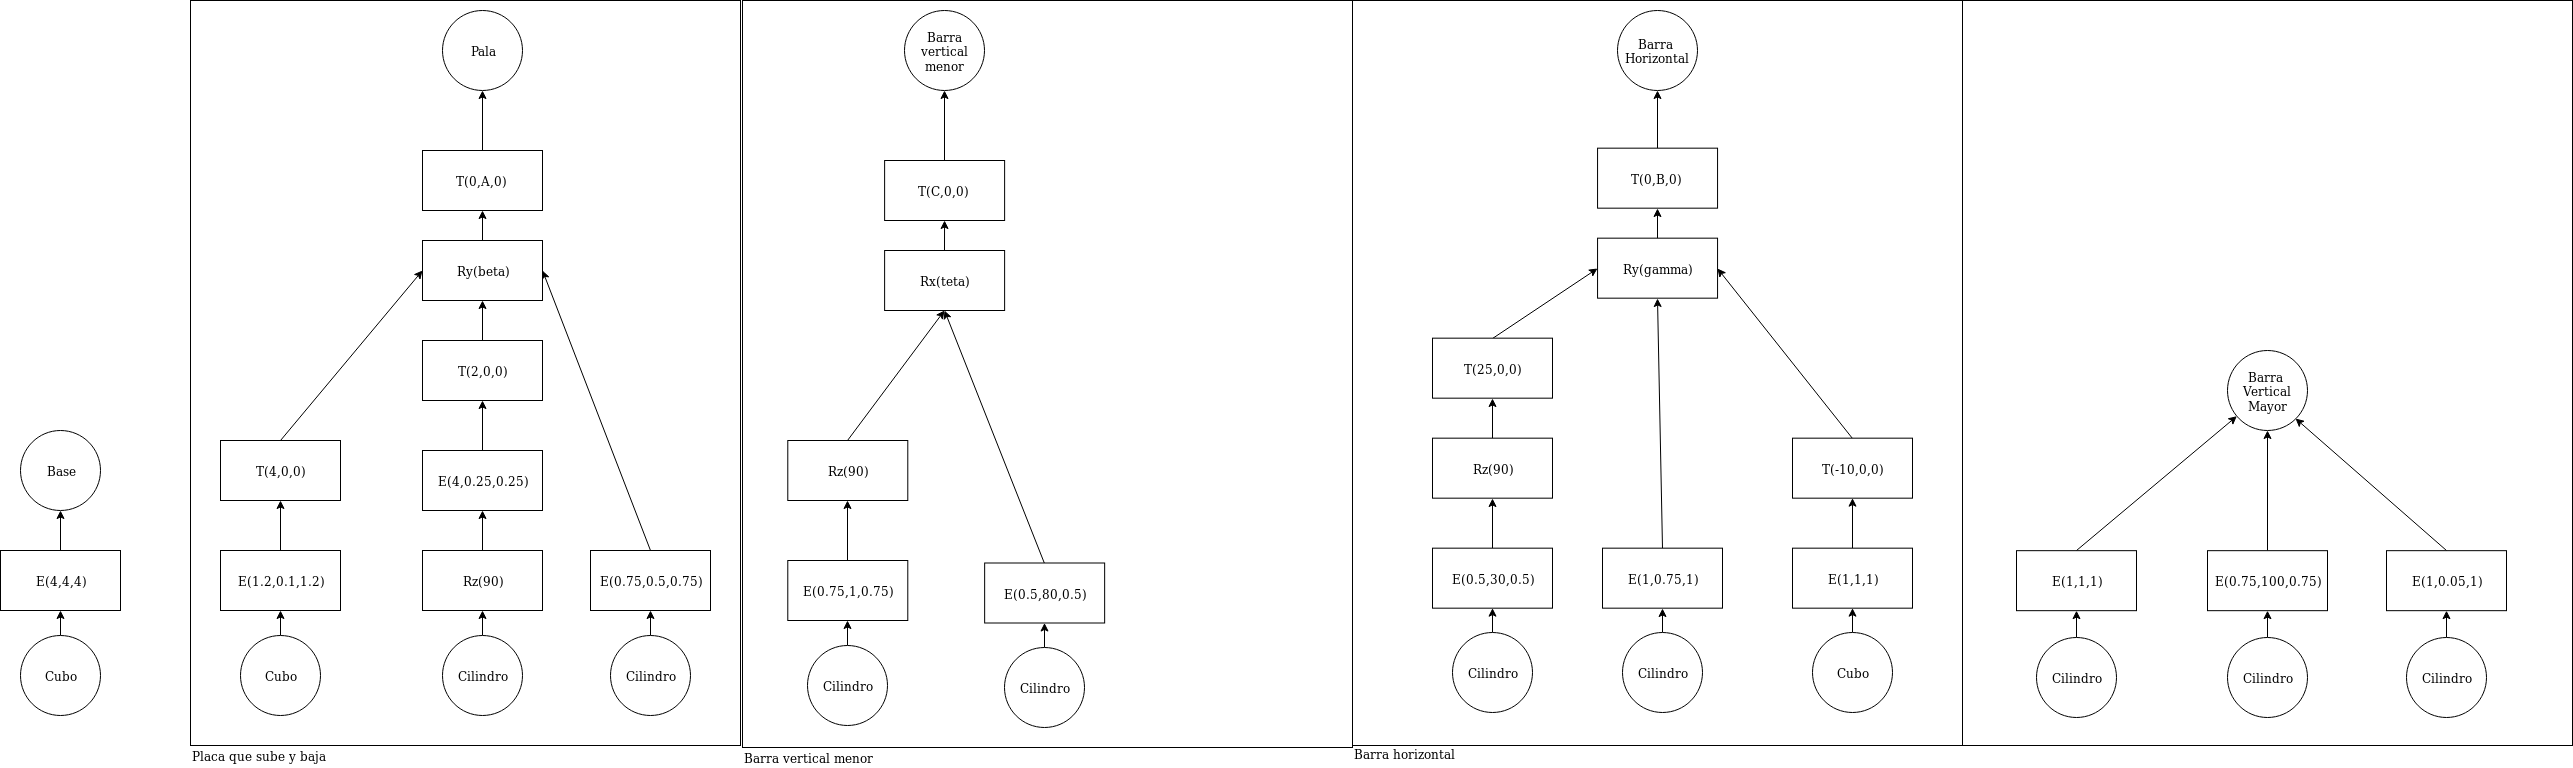 Base
E(4,4,4)
Cubo
Pala
T(0,A,0)
Ry(beta)
T(2,0,0)
T(4,0,0)
E(4,0.25,0.25)
E(1.2,0.1,1.2)
Rz(90)
E(0.75,0.5,0.75)
Cubo
Cilindro
Cilindro
Placa que sube y baja
Barra
vertical
menor
T(C,0,0)
Rx(teta)
Rz(90)
E(0.75,1,0.75)
E(0.5,80,0.5)
Cilindro
Cilindro
Barra vertical menor
Barra
Horizontal
T(0,B,0)
Ry(gamma)
T(25,0,0)
Rz(90)
T(-10,0,0)
E(0.5,30,0.5)
E(1,0.75,1)
E(1,1,1)
Cilindro
Cilindro
Cubo
Barra horizontal
Barra
Vertical
Mayor
E(1,1,1)
E(0.75,100,0.75)
E(1,0.05,1)
Cilindro
Cilindro
Cilindro